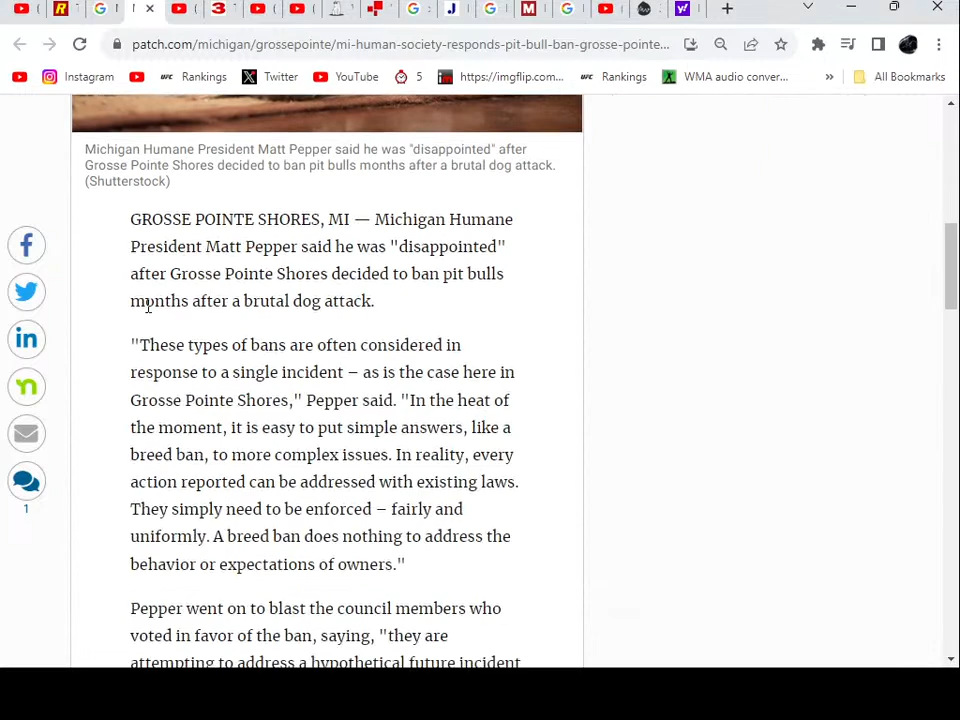 patch.com/michigan/grossepointe/mi-human-society-responds-pit-bull-ban-grosse-pointe...
Instagram
UFC Rankings
Twitter
YouTube
5
https://imgflip.com...
UFC Rankings
WMA audio conver...
»
All Bookmarks
Michigan Humane President Matt Pepper said he was "disappointed" after
Grosse Pointe Shores decided to ban pit bulls months after a brutal dog attack.
(Shutterstock)
GROSSE POINTE SHORES, MI — Michigan Humane
President Matt Pepper said he was "disappointed"
after Grosse Pointe Shores decided to ban pit bulls
months after a brutal dog attack.
"These types of bans are often considered in
response to a single incident – as is the case here in
Grosse Pointe Shores," Pepper said. "In the heat of
the moment, it is easy to put simple answers, like a
breed ban, to more complex issues. In reality, every
action reported can be addressed with existing laws.
They simply need to be enforced – fairly and
uniformly. A breed ban does nothing to address the
behavior or expectations of owners."
1
Pepper went on to blast the council members who
voted in favor of the ban, saying, "they are
attempting to address a hypothetical future incident